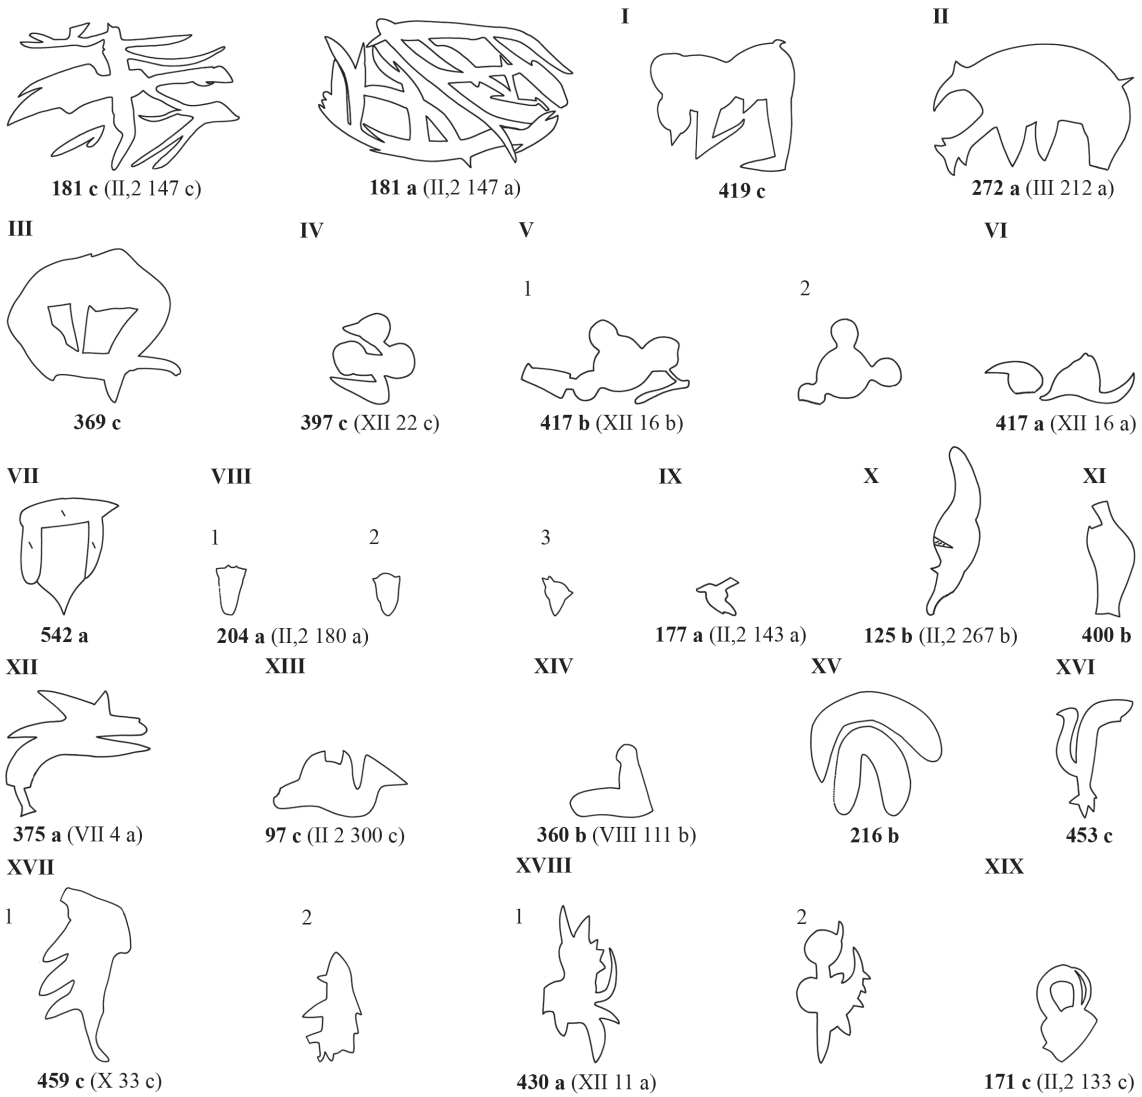 I II
181 c (II,2 147 c) 181 a (II,2 147 a) 419 c 272 a (III 212 a)
III IV V VI
1 2
369 c 397 c (XII 22 c) 417 b (XII 16 b) 417 a (XII 16 a)
VII VIII IX X XI
1 2 3
542 a 204 a (II,2 180 a) 177 a (II,2 143 a) 125 b (II,2 267 b) 400 b
XII XIII XIV XV XVI
375 a (VII 4 a) 97 c (II 2 300 c) 360 b (VIII 111 b) 216 b 453 c
XVII XVIII XIX
1 2 1 2
459 c (X 33 c) 430 a (XII 11 a) 171 c (II,2 133 c)